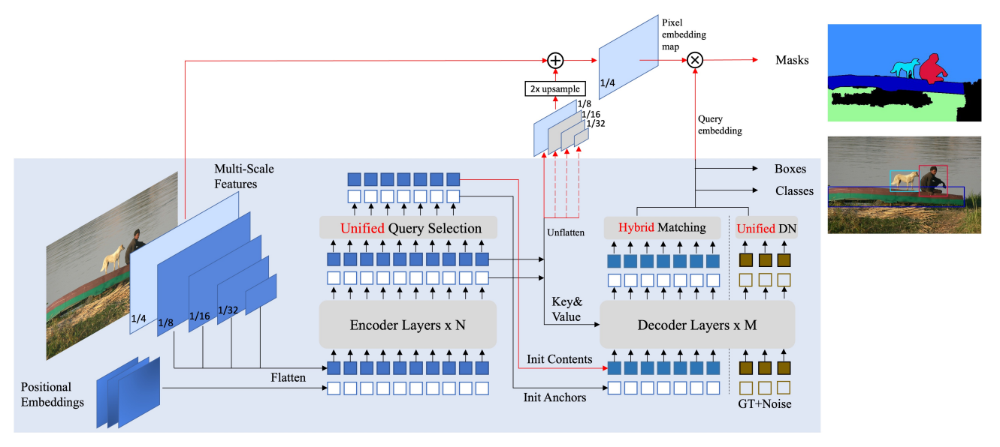 Pixel
embedding
map
Masks
1/4
2x upsample
1/8
1/16
1/32
Query
embedding
Multi-Scale
Features
Boxes
Classes
Unified Query Selection
Unflatten
Hybrid Matching
Unified DN
1/4
1/8
1/16
1/32
Encoder Layers x N
Key&
Value
Decoder Layers x M
Flatten
Init Contents
Positional
Embeddings
Init Anchors
GT+Noise